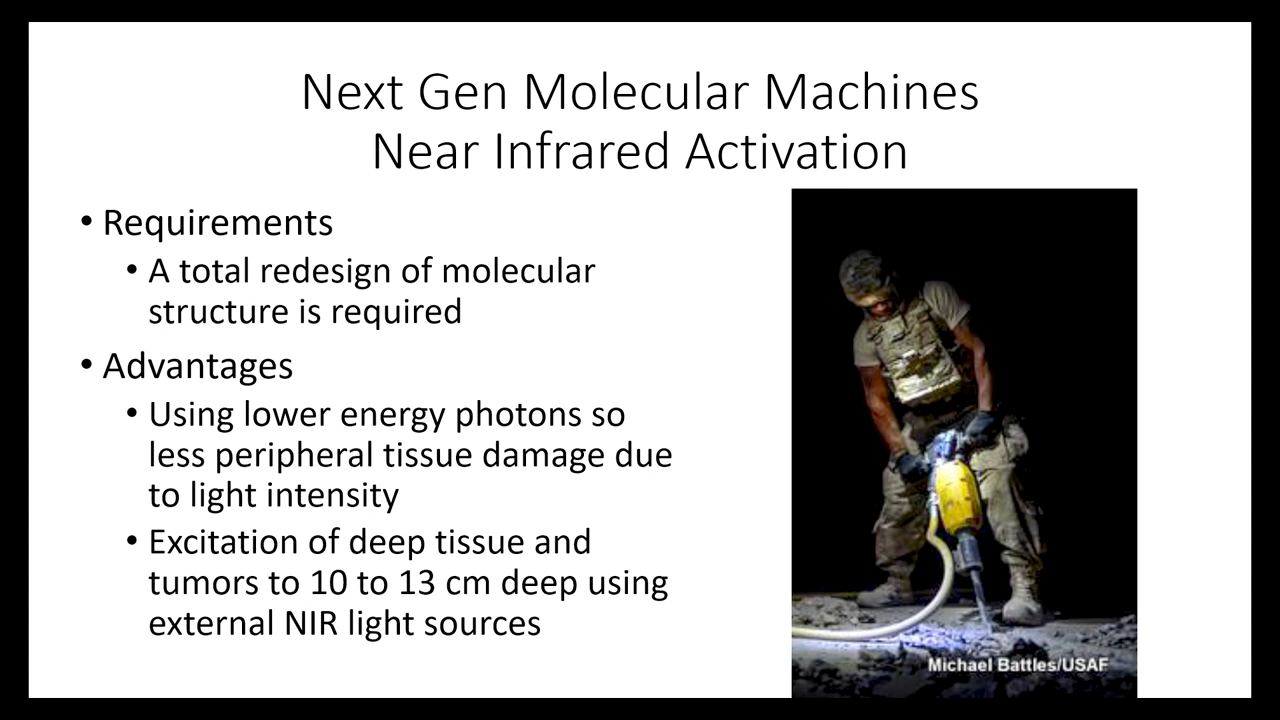 Next Gen Molecular Machines
Near Infrared Activation
• Requirements
• A total redesign of molecular
structure is required
• Advantages
• Using lower energy photons so
less peripheral tissue damage due
to light intensity
• Excitation of deep tissue and
tumors to 10 to 13 cm deep using
external NIR light sources
Michael Battles/USAF